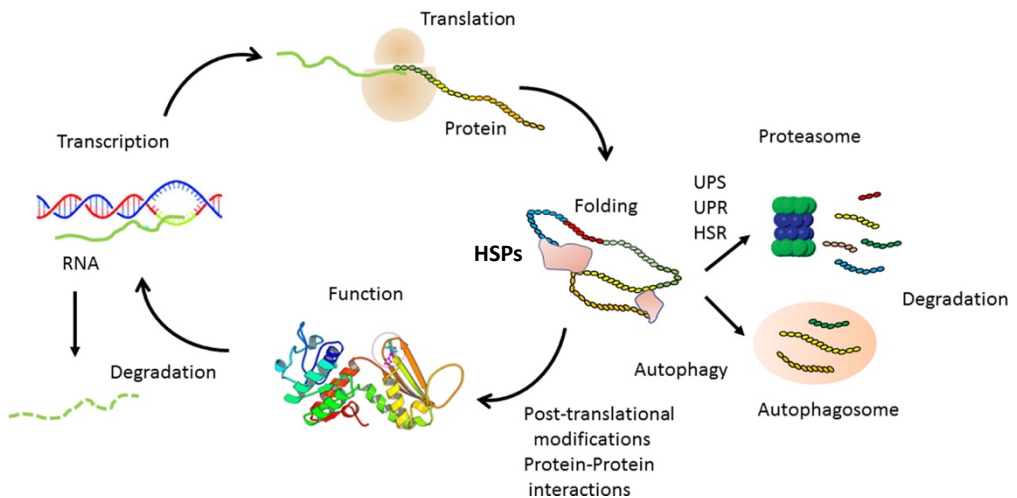 Translation
Protein
Transcription
RNA
Degradation
Folding
HSPs
UPS
UPR
HSR
Proteasome
Degradation
Autophagy
Autophagosome
Function
Post-translational
modifications
Protein-Protein
interactions